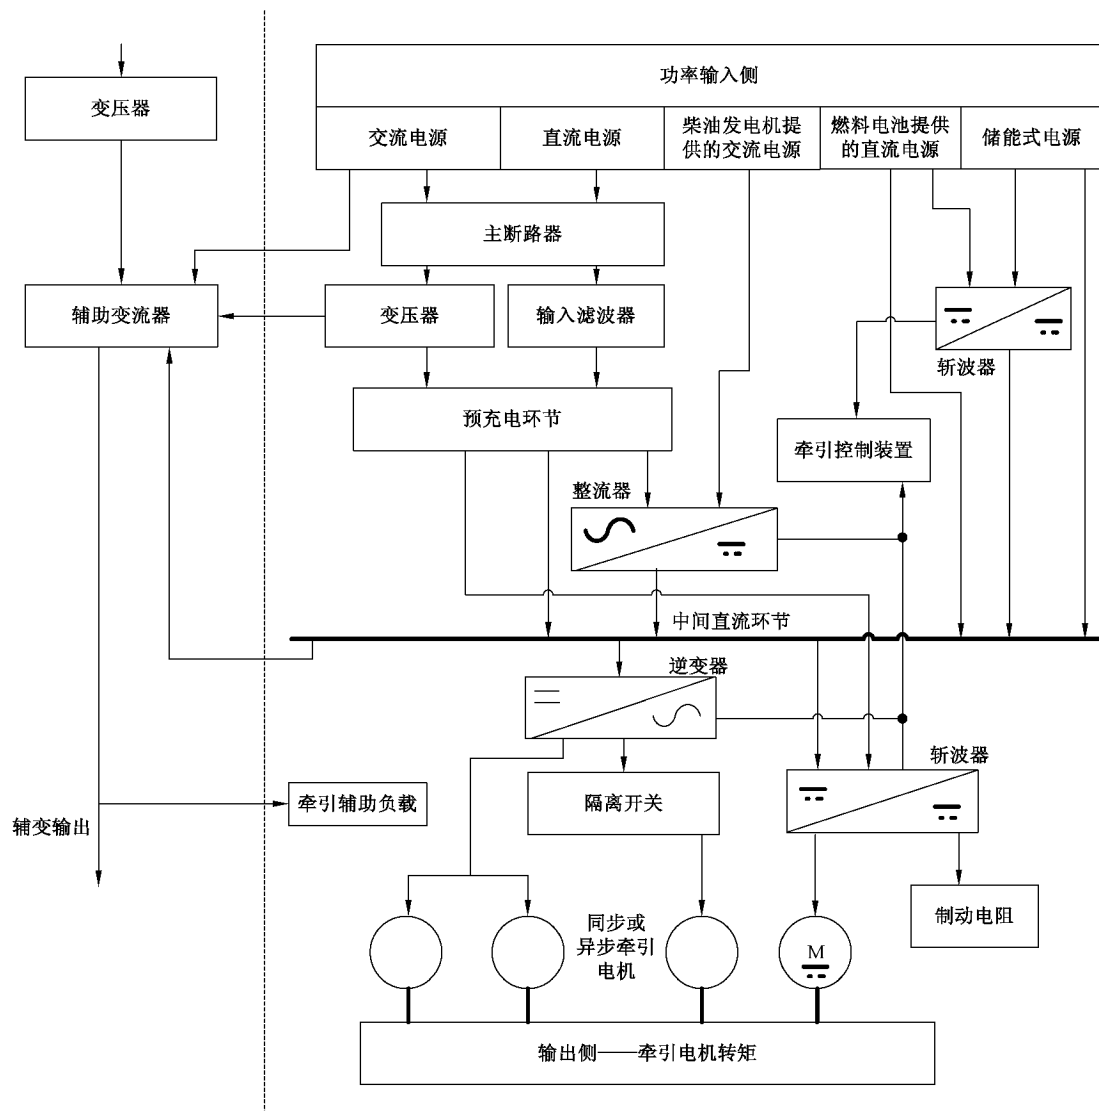 功率输入侧
变压器
交流电源
直流电源
柴油发电机提
供的交流电源
燃料电池提供
的直流电源
储能式电源
主断路器
辅助变流器
变压器
输入滤波器
斩波器
预充电环节
牵引控制装置
整流器
中间直流环节
逆变器
斩波器
牵引辅助负载
隔离开关
辅变输出
制动电阻
同步或
异步牵引
电机
M
输出侧——牵引电机转矩